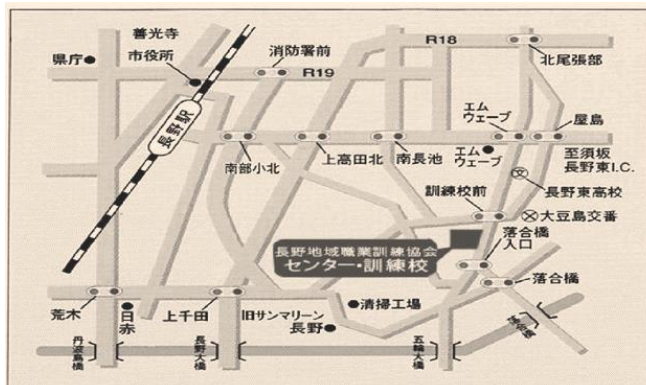 善光寺
県庁
市役所
消防署前
R18
R19
北尾張部
長野駅
エム
ウェーブ
屋島
南部小北
上高田北
南長池
エム
ウェーブ
至須坂
長野東I.C.
訓練校前
長野東高校
大豆島交番
長野地域職業訓練協会
センター・訓練校
落合橋
入口
落合橋
荒木
日赤
上千田
旧サンマリーン
長野
清掃工場
丹波島橋
長野大橋
五輪大橋
落合橋